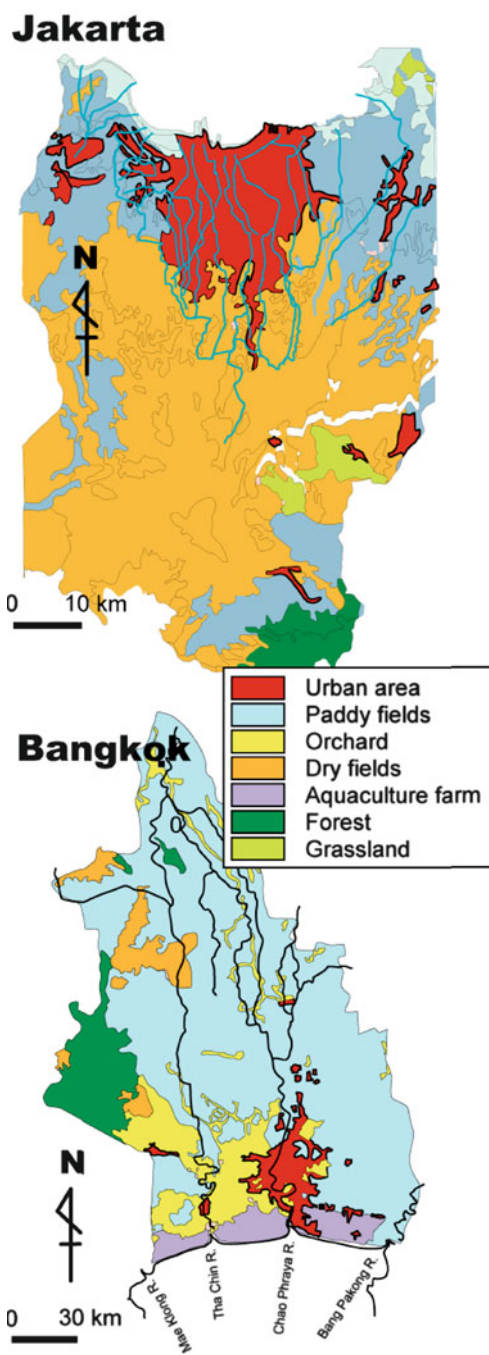 Jakarta
N
0 10 km
Urban area
Paddy fields
Orchard
Dry fields
Aquaculture farm
Forest
Grassland
Bangkok
N
0 30 km
Mae Klong R.
Tha Chin R.
Chao Phraya R.
Bang Pakong R.